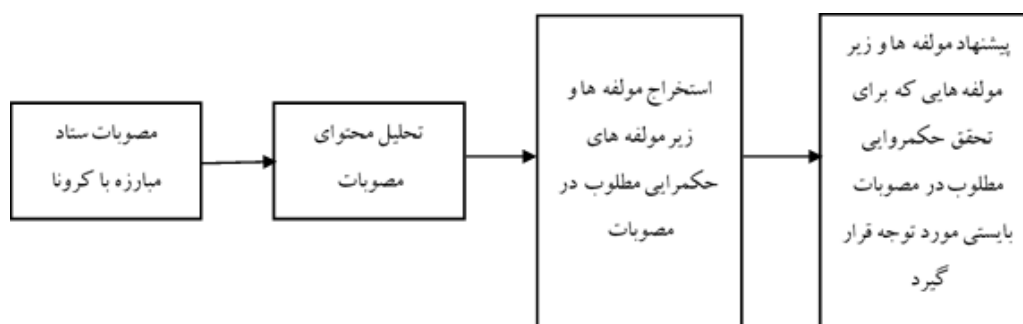 مصوبات ستاد
مبارزه با کرونا
تحلیل محتوای
مصوبات
استخراج مولفه ها و
زیر مولفه های
حکمرایی مطلوب در
مصوبات
پیشنهاد مولفه ها و زیر
مولفه هایی که برای
تحقق حکمروایی
مطلوب در مصوبات
بایستی مورد توجه قرار
گیرد